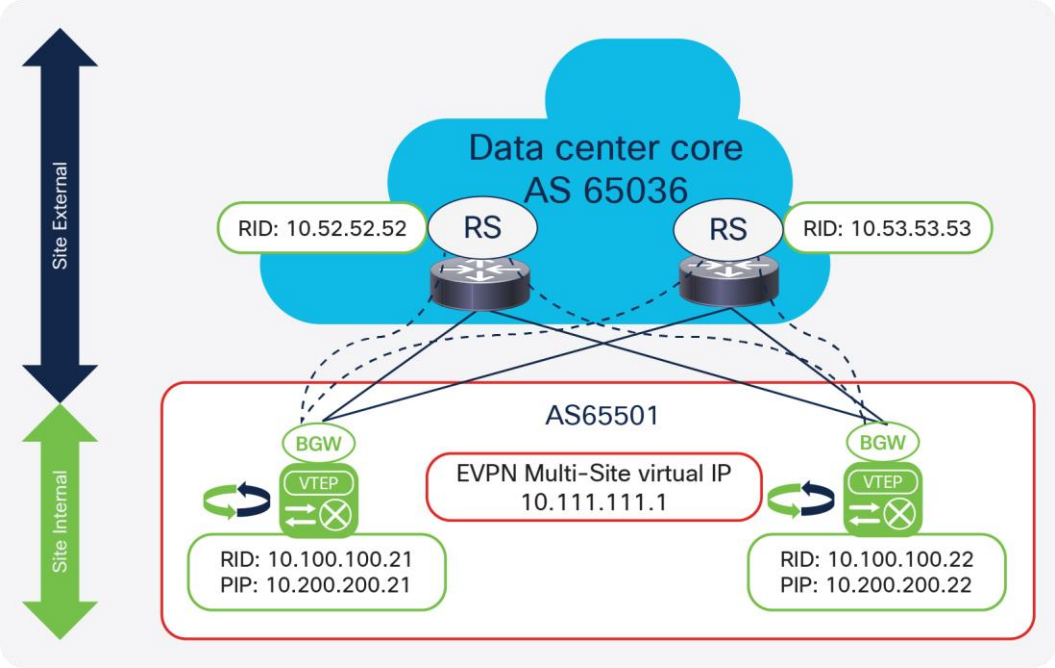 Site External
Data center core
AS 65036
RID: 10.52.52.52
RS
RS
RID: 10.53.53.53
Site Internal
AS65501
BGW
BGW
VTEP
EVPN Multi-Site virtual IP
10.111.111.1
VTEP
RID: 10.100.100.21
PIP: 10.200.200.21
RID: 10.100.100.22
PIP: 10.200.200.22